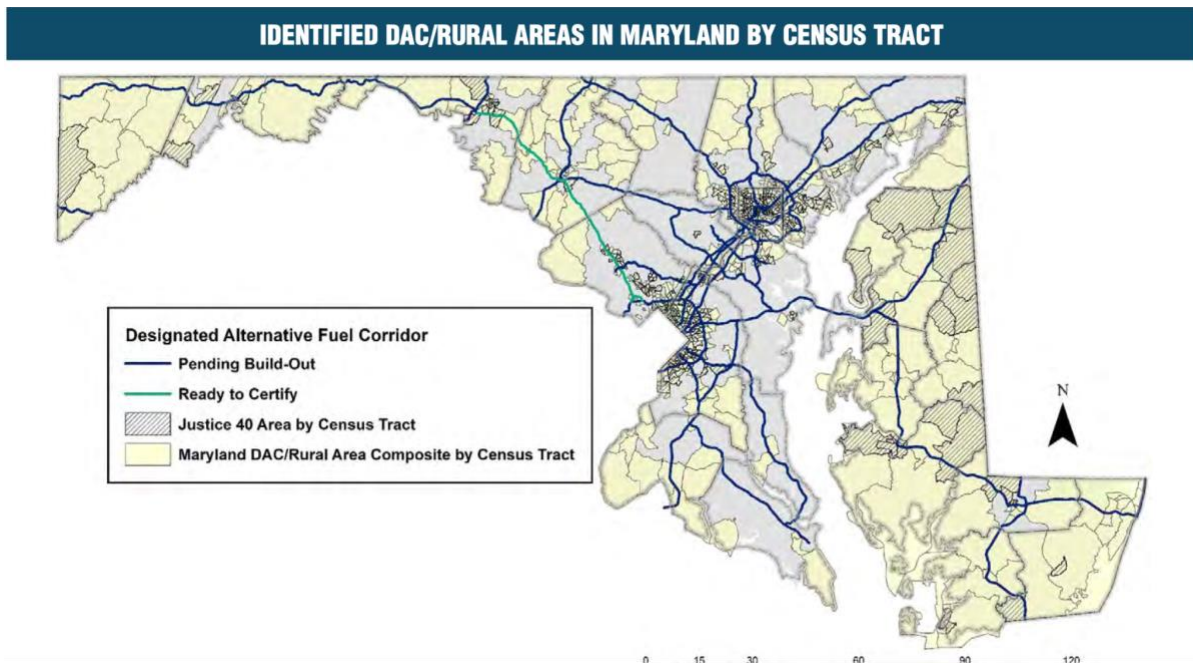 IDENTIFIED DAC/RURAL AREAS IN MARYLAND BY CENSUS TRACT
Designated Alternative Fuel Corridor
Pending Build-Out
Ready to Certify
Justice 40 Area by Census Tract
Maryland DAC/Rural Area Composite by Census Tract
N
0 15 30 60 90 120